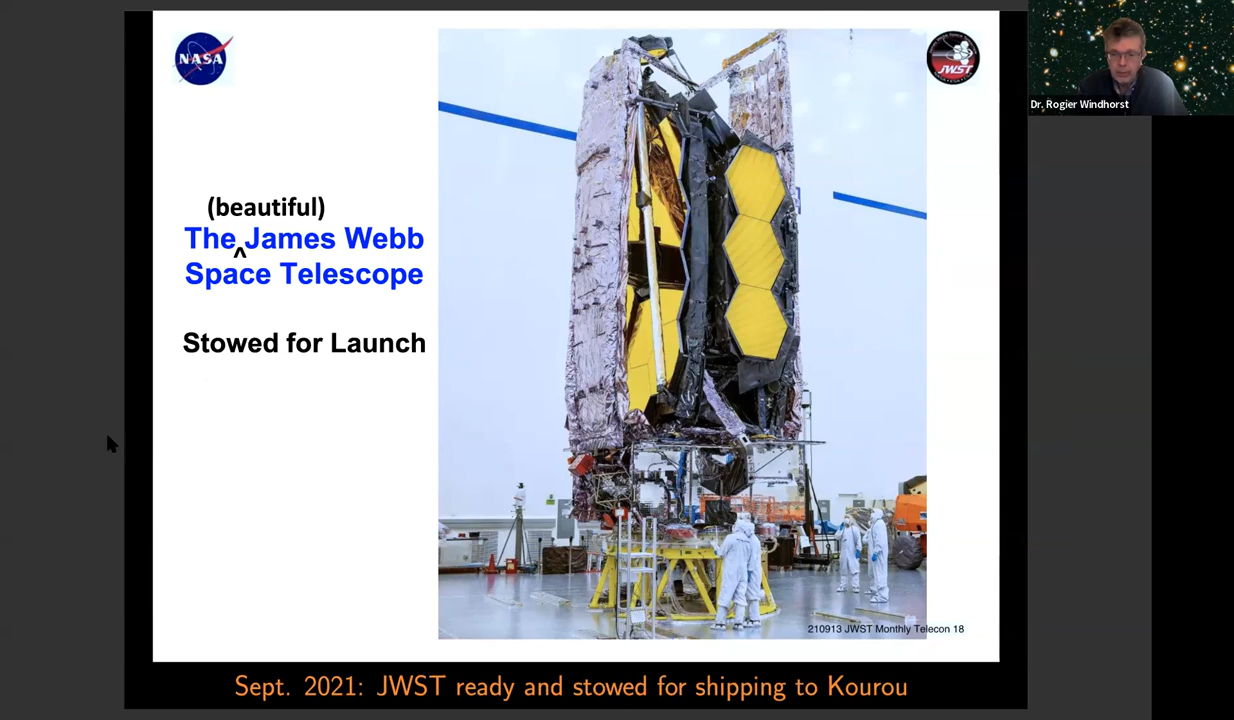 NASA
JWST
Dr. Rogier Windhorst
(beautiful)
The ^ James Webb
Space Telescope
Stowed for Launch
210913 JWST Monthly Telecon 18
Sept. 2021: JWST ready and stowed for shipping to Kourou